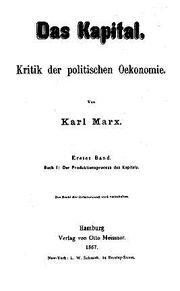 Das Kapital.
Kritik der politischen Oekonomie.
Von
Karl Marx.
Erster Band.
Buch I: Der Produktionsprocess des Kapitals.
Das Recht der Uebersetzung wird vorbehalten.
Hamburg
Verlag von Otto Meissner.
1867.
New-York: L. W. Schmidt. 24 Barclay-Street.